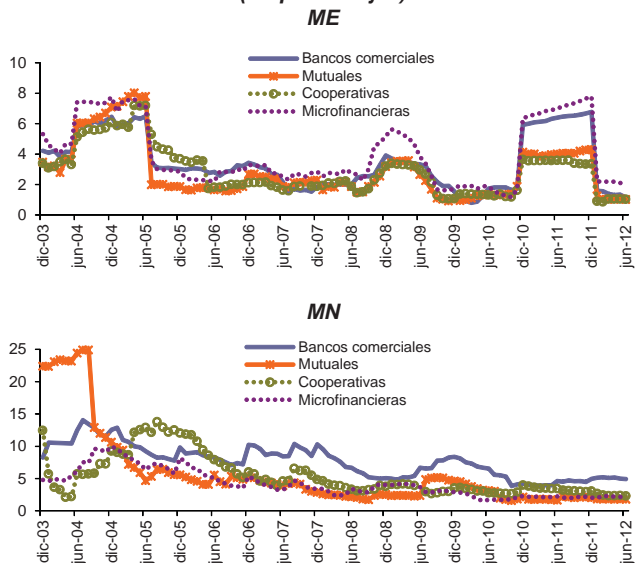 ME
10
8
6
4
2
0
Bancos comerciales
Mutuales
Cooperativas
Microfinancieras
dic-03
jun-04
dic-04
jun-05
dic-05
jun-06
dic-06
jun-07
dic-07
jun-08
dic-08
jun-09
dic-09
jun-10
dic-10
jun-11
dic-11
jun-12
MN
25
20
15
10
5
0
Bancos comerciales
Mutuales
Cooperativas
Microfinancieras
dic-03
jun-04
dic-04
jun-05
dic-05
jun-06
dic-06
jun-07
dic-07
jun-08
dic-08
jun-09
dic-09
jun-10
dic-10
jun-11
dic-11
jun-12